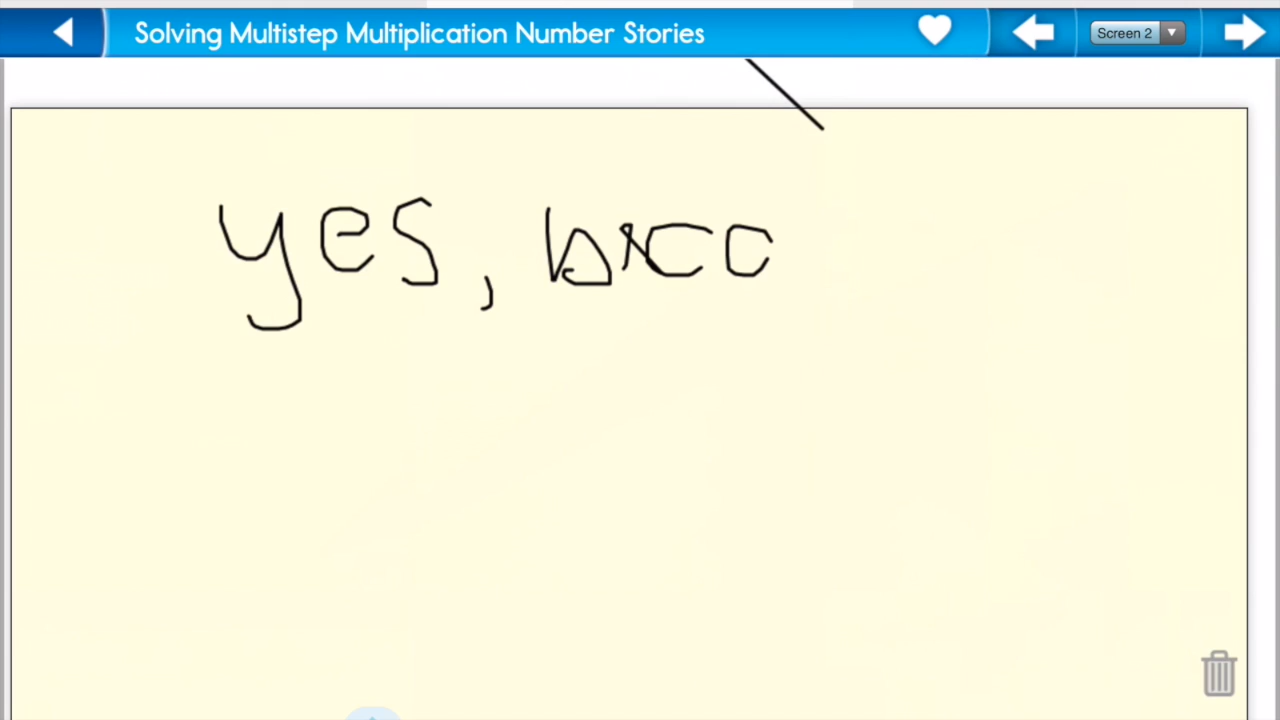 Solving Multistep Multiplication Number Stories
Screen 2
yes,